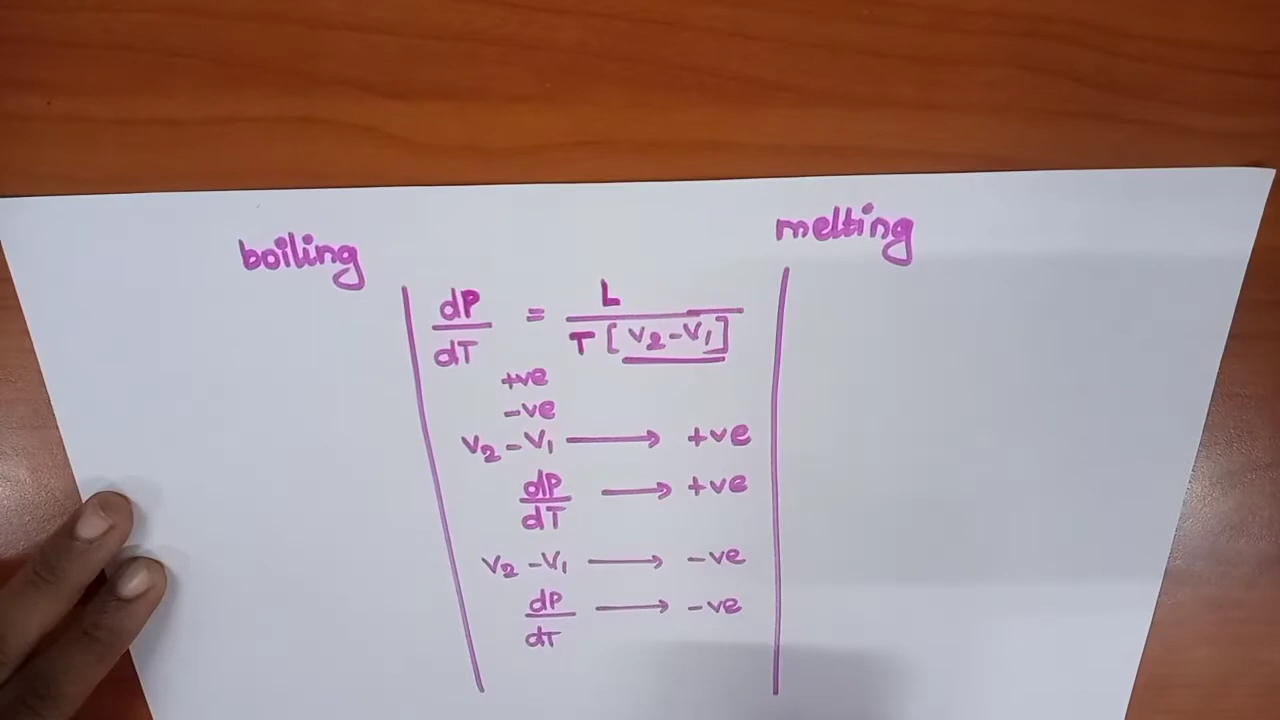 boiling
melting
dP/dT = L/T[V₂-V₁]
+ve
-ve
V₂-V₁ → +ve
dP/dT → +ve
V₂-V₁ → -ve
dP/dT → -ve